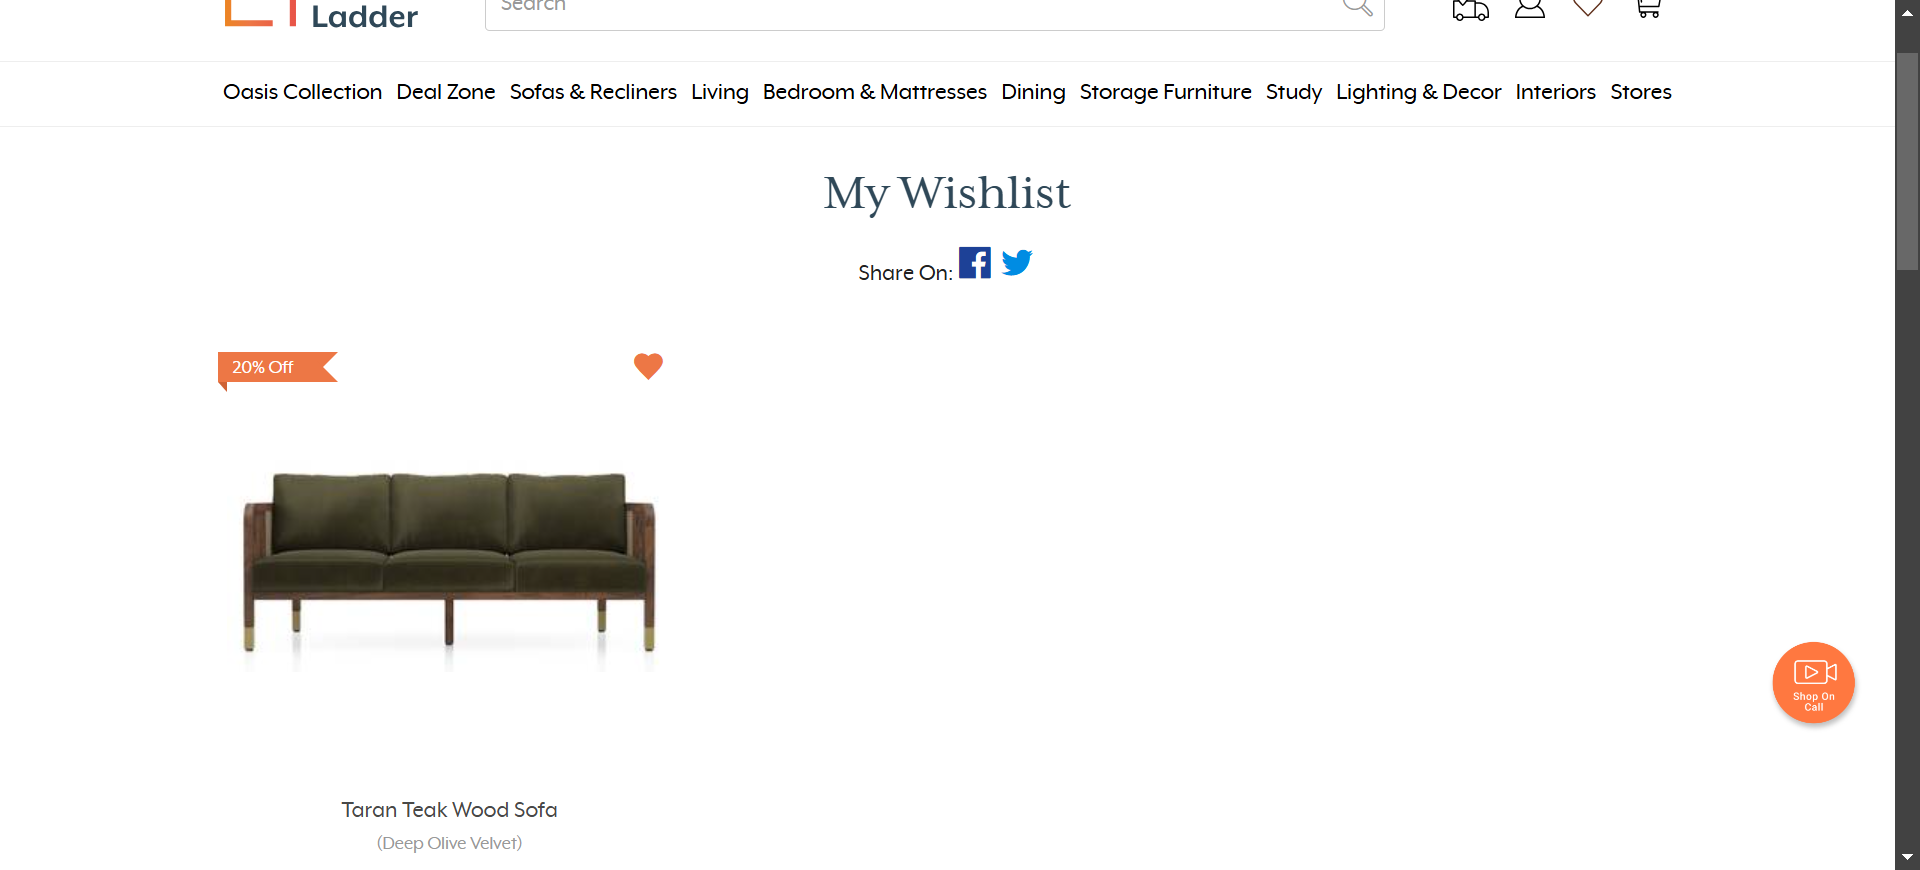 Ladder
Search
Oasis Collection Deal Zone Sofas & Recliners Living Bedroom & Mattresses Dining Storage Furniture Study Lighting & Decor Interiors Stores
My Wishlist
Share On:
20% Off
Shop On
Call
Taran Teak Wood Sofa
(Deep Olive Velvet)